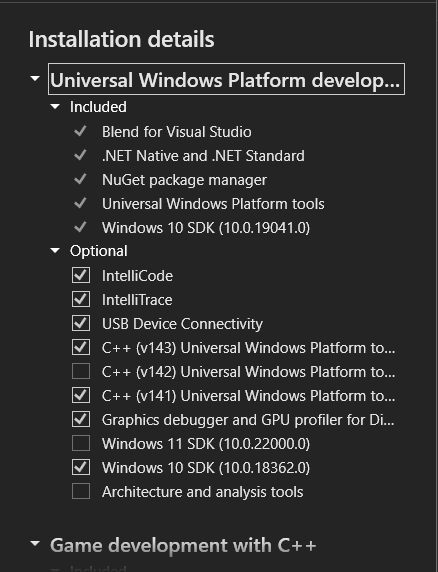 Installation details
Universal Windows Platform develop...
Included
Blend for Visual Studio
.NET Native and .NET Standard
NuGet package manager
Universal Windows Platform tools
Windows 10 SDK (10.0.19041.0)
Optional
IntelliCode
IntelliTrace
USB Device Connectivity
C++ (v143) Universal Windows Platform to...
C++ (v142) Universal Windows Platform to...
C++ (v141) Universal Windows Platform to...
Graphics debugger and GPU profiler for Di...
Windows 11 SDK (10.0.22000.0)
Windows 10 SDK (10.0.18362.0)
Architecture and analysis tools
Game development with C++
Included